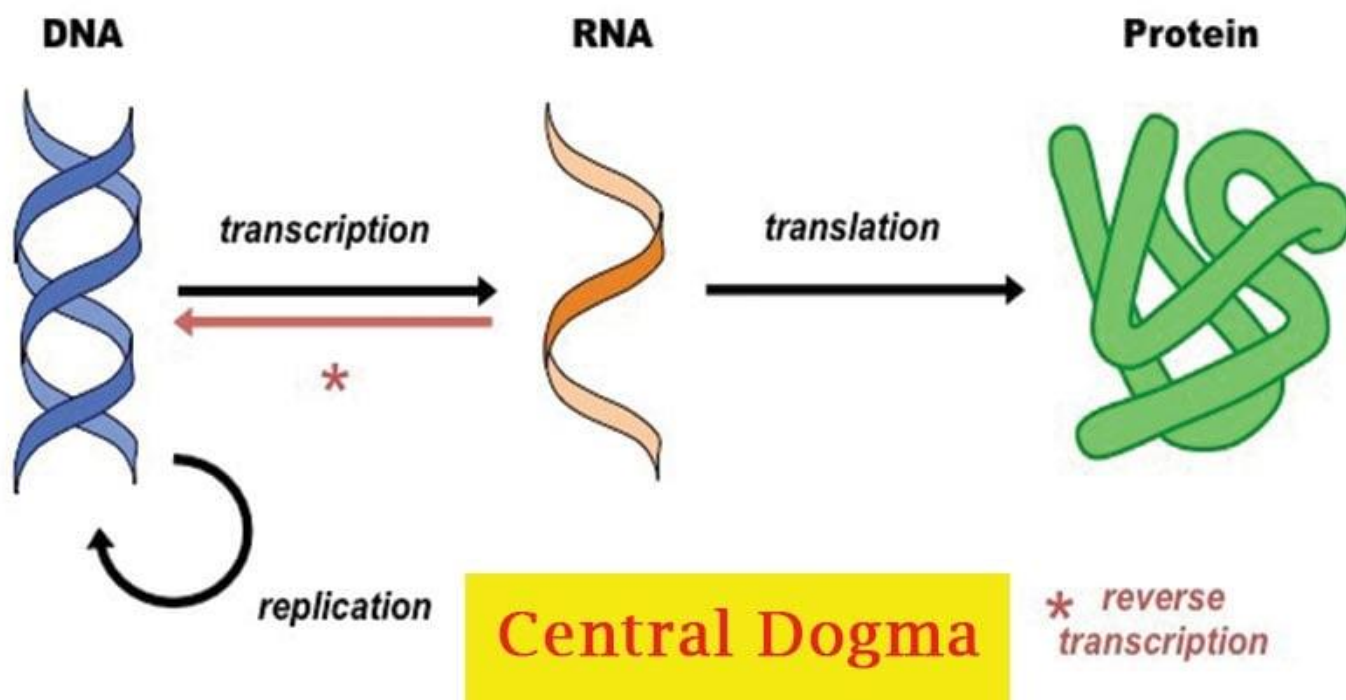 DNA
RNA
Protein
transcription
translation
*
replication
Central Dogma
* reverse
transcription